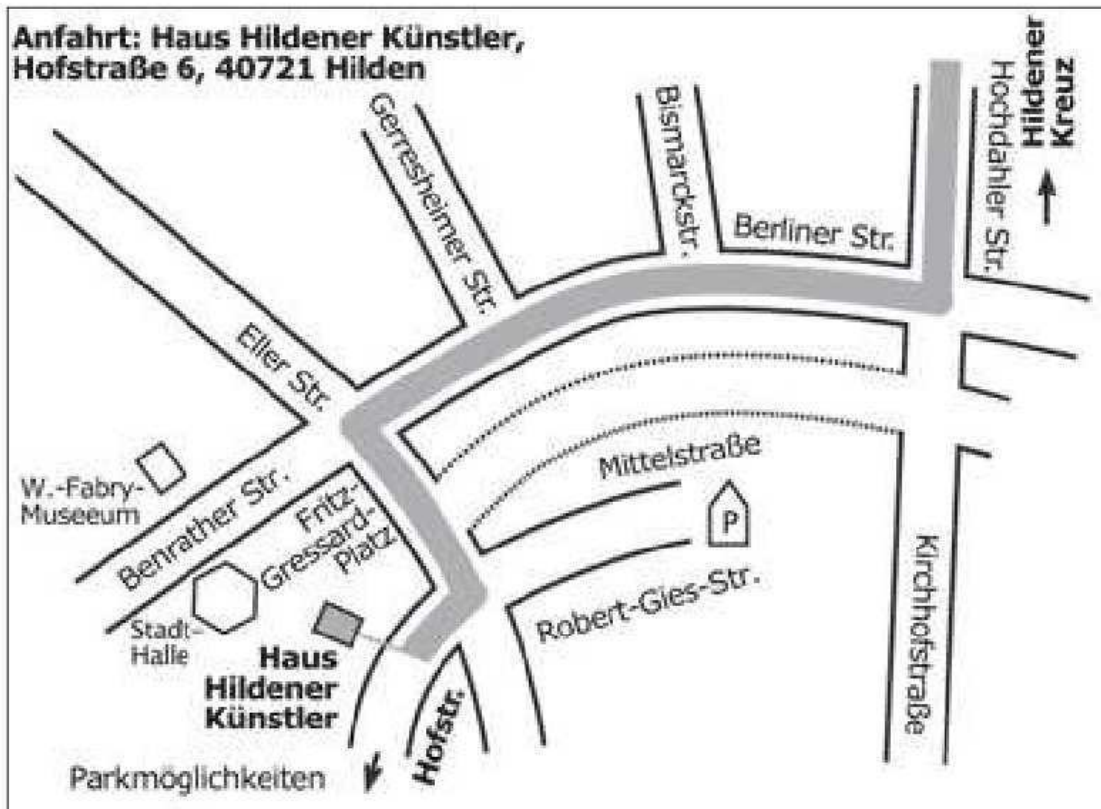 Anfahrt: Haus Hildener Künstler,
Hofstraße 6, 40721 Hilden
Hildener
Kreuz
Hochdahler Str.
Bismarckstr.
Gerresheimer Str.
Berliner Str.
Eller Str.
W.-Fabry-
Museeum
Benrather Str.
Fritz-
Gressard-
Platz
Mittelstraße
P
Robert-Gies-Str.
Kirchhofstraße
Stadt-
Halle
Haus
Hildener
Künstler
Hofstr.
Parkmöglichkeiten